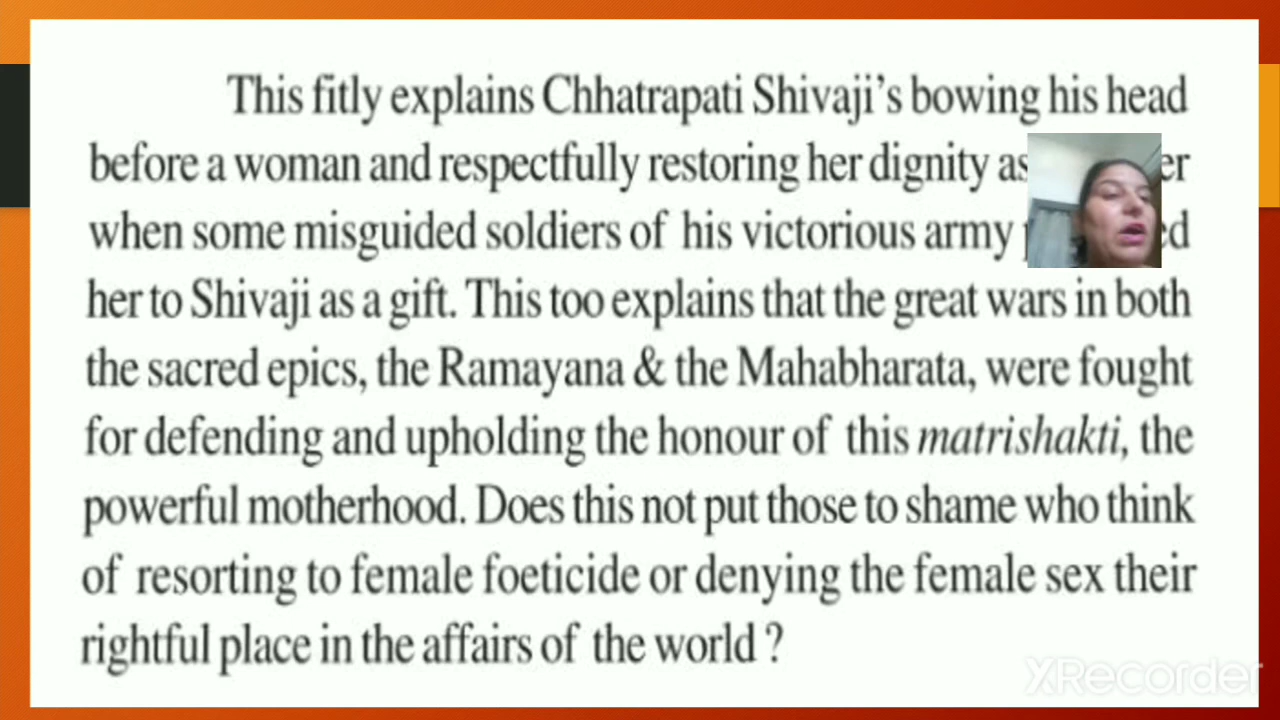 This fitly explains Chhatrapati Shivaji's bowing his head
before a woman and respectfully restoring her dignity as
when some misguided soldiers of his victorious army
her to Shivaji as a gift. This too explains that the great wars in both
the sacred epics, the Ramayana & the Mahabharata, were fought
for defending and upholding the honour of this matrishakti, the
powerful motherhood. Does this not put those to shame who think
of resorting to female foeticide or denying the female sex their
rightful place in the affairs of the world ?
XRecorder